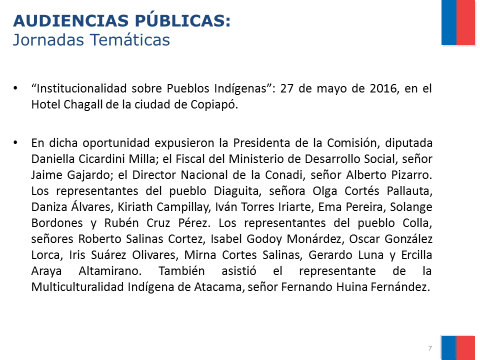 AUDIENCIAS PÚBLICAS:
Jornadas Temáticas
• “Institucionalidad sobre Pueblos Indígenas”: 27 de mayo de 2016, en el
Hotel Chagall de la ciudad de Copiapó.
• En dicha oportunidad expusieron la Presidenta de la Comisión, diputada
Daniella Cicardini Milla; el Fiscal del Ministerio de Desarrollo Social, señor
Jaime Gajardo; el Director Nacional de la Conadi, señor Alberto Pizarro.
Los representantes del pueblo Diaguita, señora Olga Cortés Pallauta,
Daniza Álvares, Kiriath Campillay, Iván Torres Iriarte, Ema Pereira, Solange
Bordones y Rubén Cruz Pérez. Los representantes del pueblo Colla,
señores Roberto Salinas Cortez, Isabel Godoy Monárdez, Oscar González
Lorca, Iris Suárez Olivares, Mirna Cortes Salinas, Gerardo Luna y Ercilla
Araya Altamirano. También asistió el representante de la
Multiculturalidad Indígena de Atacama, señor Fernando Huina Fernández.
7